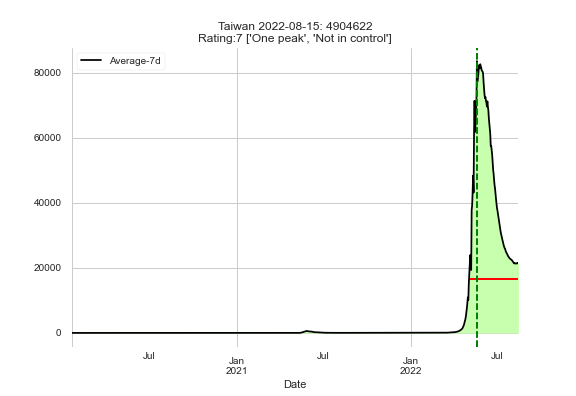 Taiwan 2022-08-15: 4904622
Rating:7 ['One peak', 'Not in control']
Average-7d
80000
60000
40000
20000
0
Jul
Jan
2021
Jul
Jan
2022
Jul
Date